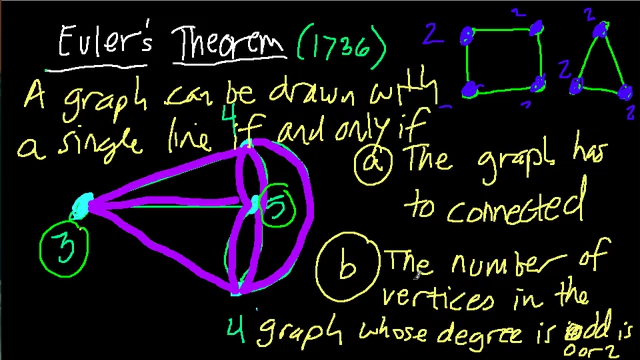 Euler's Theorem (1736)
A graph can be drawn with
a single line if and only if
a The graph has
to connected
b The number of
vertices in the
graph whose degree is odd is
0 or 2
2 2
2
2 2
4
5
3
4